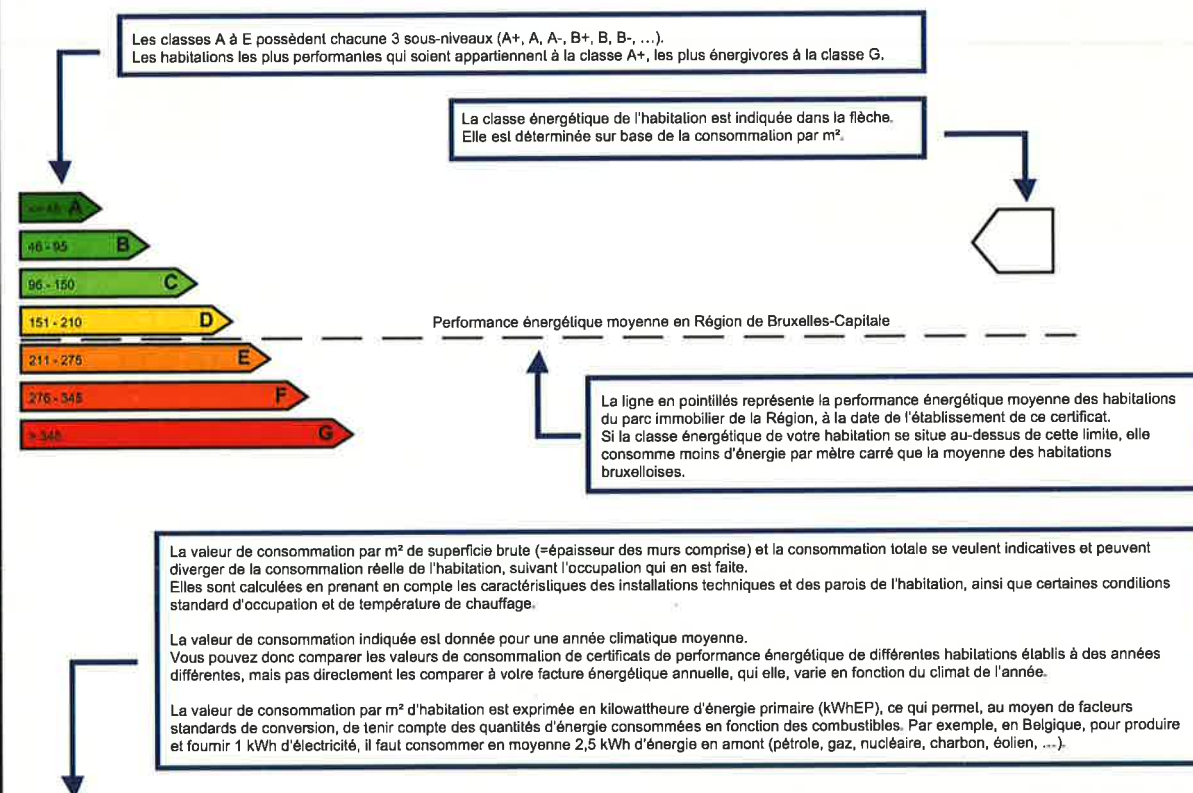 Les classes A à E possèdent chacune 3 sous-niveaux (A+, A, A-, B+, B, B-, ...).
Les habitations les plus performantes qui soient appartiennent à la classe A+, les plus énergivores à la classe G.
La classe énergétique de l'habitation est indiquée dans la flèche.
Elle est déterminée sur base de la consommation par m².
<= 45 A
46 - 95 B
96 - 150 C
151 - 210 D
Performance énergétique moyenne en Région de Bruxelles-Capitale
211 - 275 E
276 - 345 F
> 345 G
La ligne en pointillés représente la performance énergétique moyenne des habitations
du parc immobilier de la Région, à la date de l'établissement de ce certificat.
Si la classe énergétique de votre habitation se situe au-dessus de cette limite, elle
consomme moins d'énergie par mètre carré que la moyenne des habitations
bruxelloises.
La valeur de consommation par m² de superficie brute (=épaisseur des murs comprise) et la consommation totale se veulent indicatives et peuvent
diverger de la consommation réelle de l'habitation, suivant l'occupation qui en est faite.
Elles sont calculées en prenant en compte les caractéristiques des installations techniques et des parois de l'habitation, ainsi que certaines conditions
standard d'occupation et de température de chauffage.
La valeur de consommation indiquée est donnée pour une année climatique moyenne.
Vous pouvez donc comparer les valeurs de consommation de certificats de performance énergétique de différentes habitations établis à des années
différentes, mais pas directement les comparer à votre facture énergétique annuelle, qui elle, varie en fonction du climat de l'année.
La valeur de consommation par m² d'habitation est exprimée en kilowattheure d'énergie primaire (kWhEP), ce qui permet, au moyen de facteurs
standards de conversion, de tenir compte des quantités d'énergie consommées en fonction des combustibles. Par exemple, en Belgique, pour produire
et fournir 1 kWh d'électricité, il faut consommer en moyenne 2,5 kWh d'énergie en amont (pétrole, gaz, nucléaire, charbon, éolien, ...).